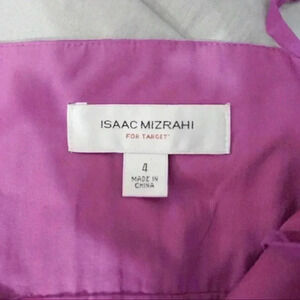 ISAAC MIZRAHI
FOR TARGET
4
MADE IN
CHINA